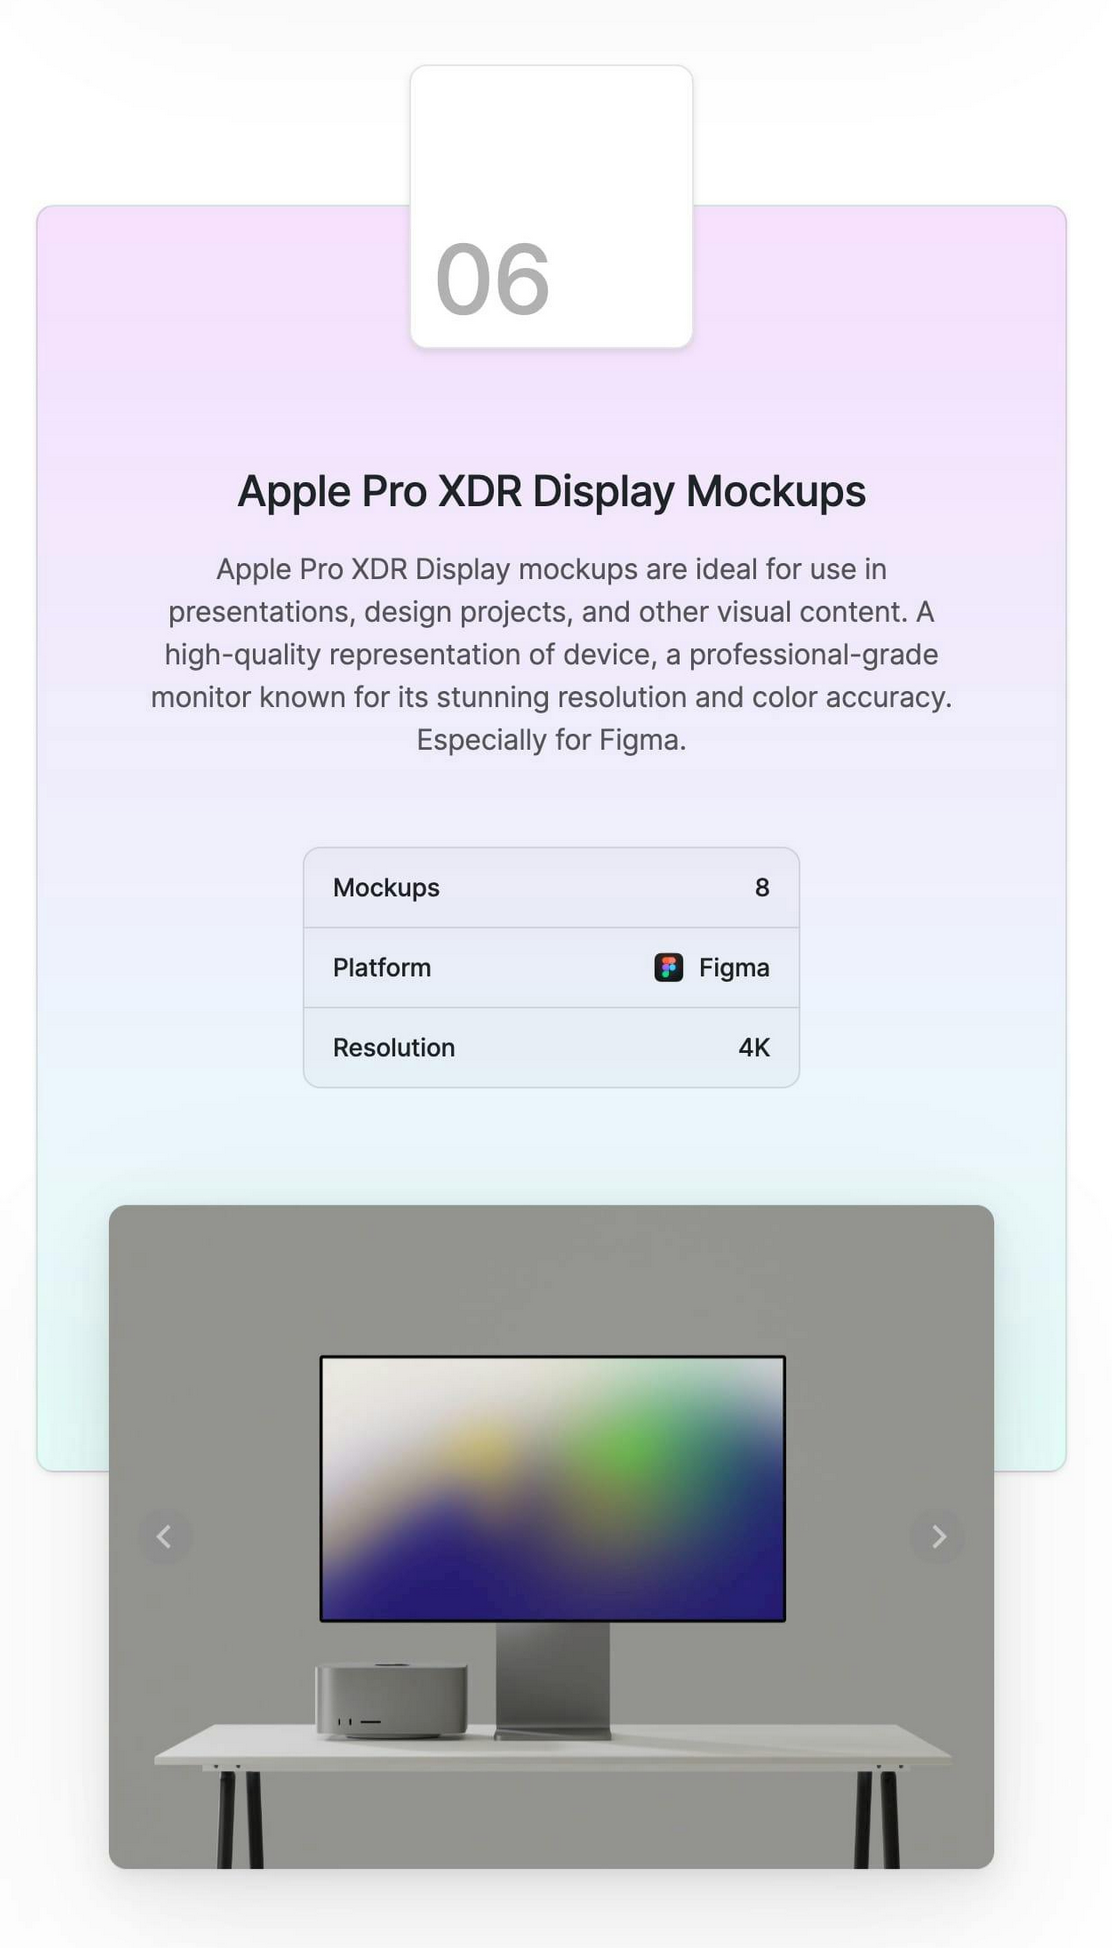 06
Apple Pro XDR Display Mockups
Apple Pro XDR Display mockups are ideal for use in
presentations, design projects, and other visual content. A
high-quality representation of device, a professional-grade
monitor known for its stunning resolution and color accuracy.
Especially for Figma.
Mockups 8
Platform Figma
Resolution 4K